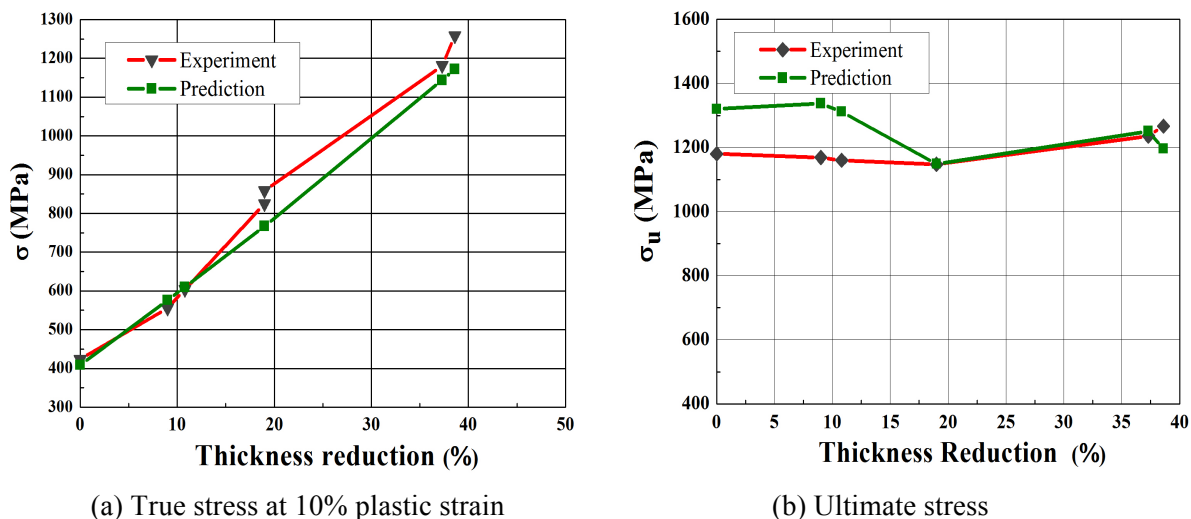 1300
1200
1100
1000
900
800
700
600
500
400
300
σ (MPa)
Experiment
Prediction
0 10 20 30 40 50
Thickness reduction (%)
(a) True stress at 10% plastic strain
1600
1400
1200
1000
800
600
400
σu (MPa)
Experiment
Prediction
0 5 10 15 20 25 30 35 40
Thickness Reduction (%)
(b) Ultimate stress